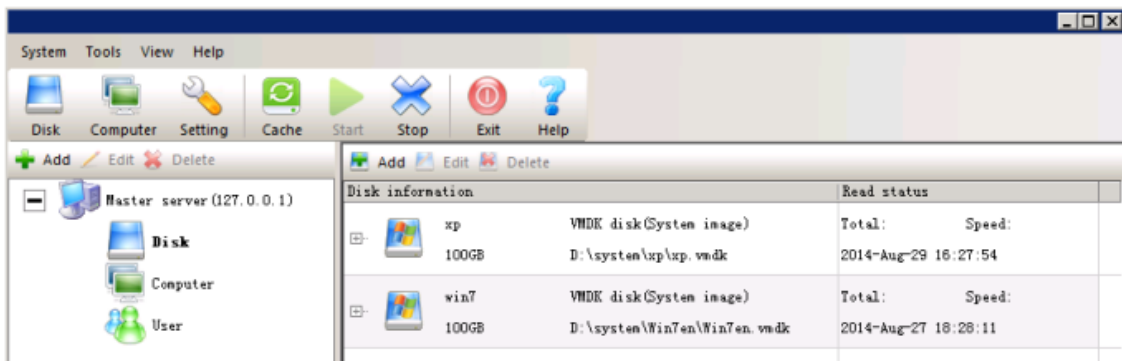 System Tools View Help
Disk Computer Setting Cache Start Stop Exit Help
Add Edit Delete
Add Edit Delete
Master server(127.0.0.1)
Disk
Computer
User
Disk information Read status
xp VMDK disk(System image) Total: Speed:
100GB D:\system\xp\xp.vmdk 2014-Aug-29 16:27:54
win7 VMDK disk(System image) Total: Speed:
100GB D:\system\Win7en\Win7en.vmdk 2014-Aug-27 18:28:11